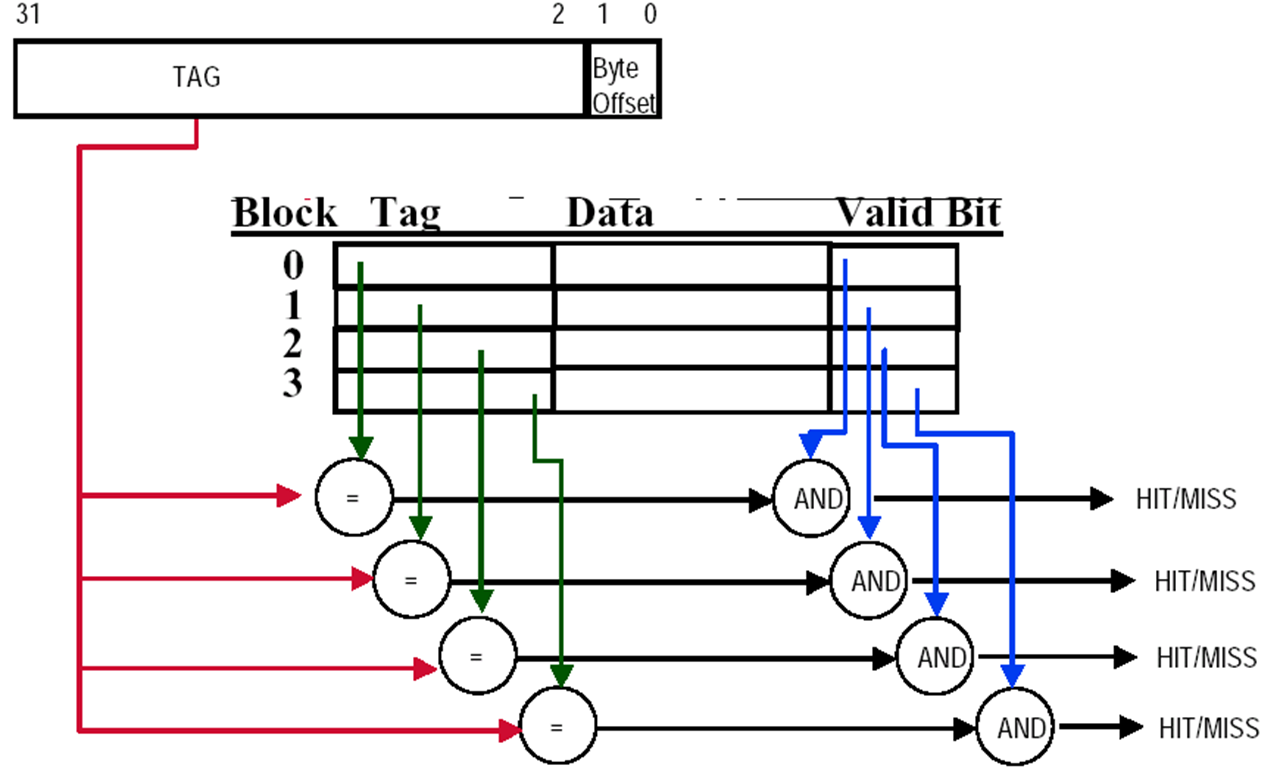 31 2 1 0
TAG
Byte
Offset
Block Tag Data Valid Bit
0
1
2
3
= AND HIT/MISS
= AND HIT/MISS
= AND HIT/MISS
= AND HIT/MISS